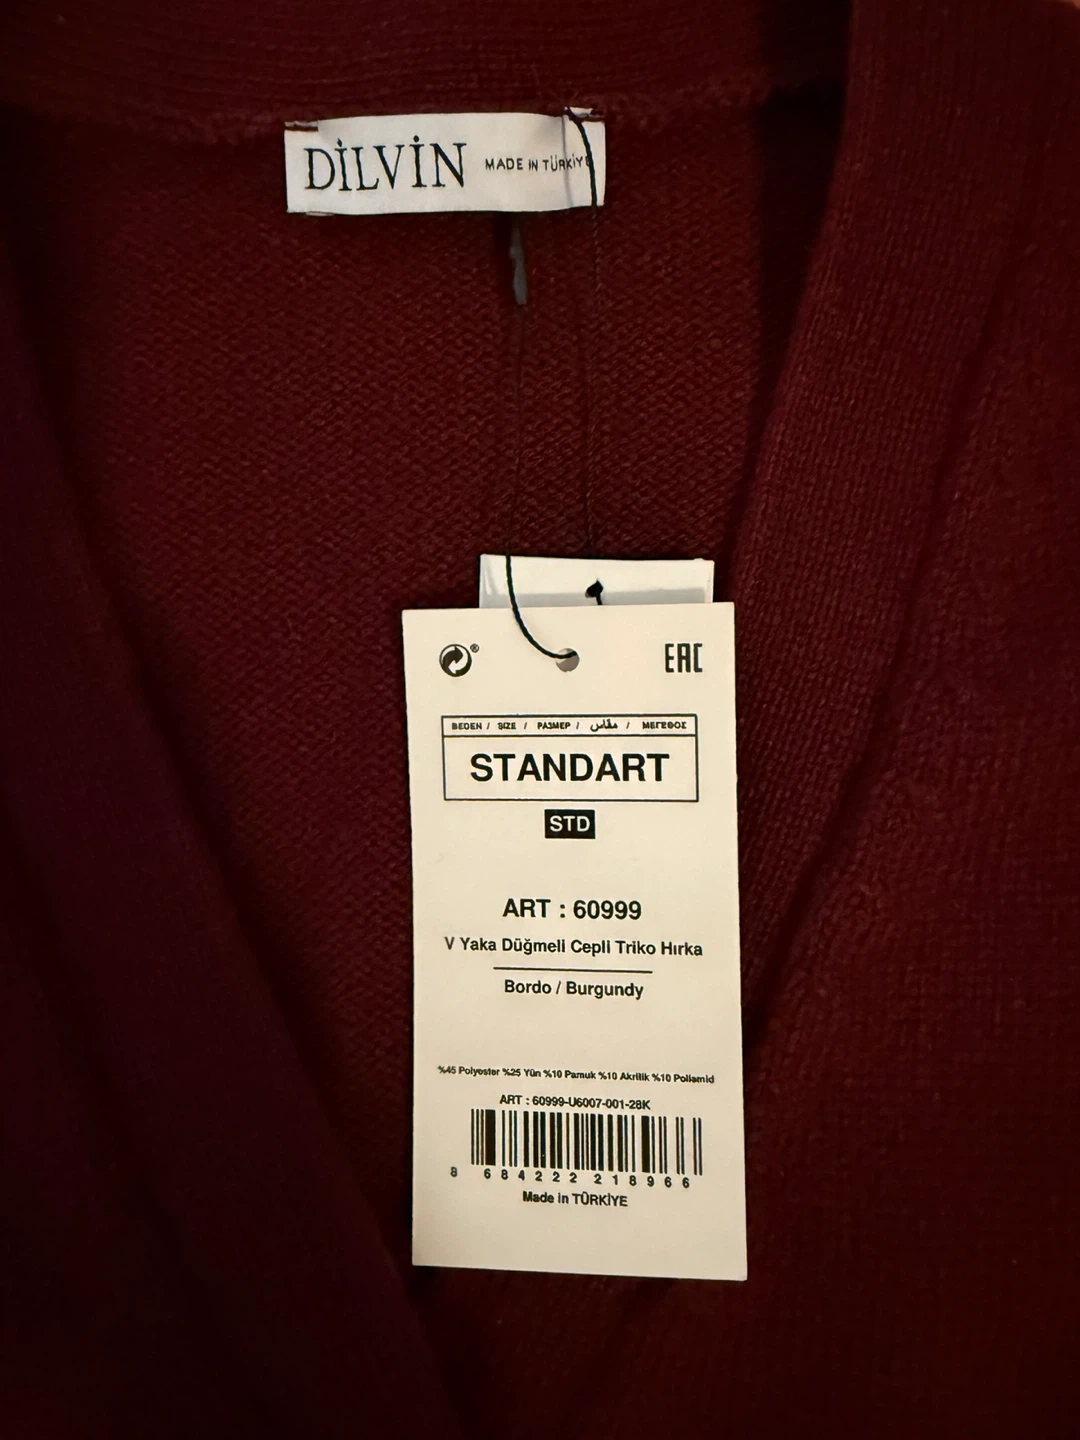 DİLVİN MADE IN TÜRKİYE
EAC
BEDEN / SIZE / РАЗМЕР / مقاس / ΜΕΓΕΘΟΣ
STANDART
STD
ART : 60999
V Yaka Düğmeli Cepli Triko Hırka
Bordo / Burgundy
%45 Polyester %25 Yün %10 Pamuk %10 Akrilik %10 Poliamid
ART : 60999-U6007-001-28K
8 684222 218966
Made in TÜRKİYE